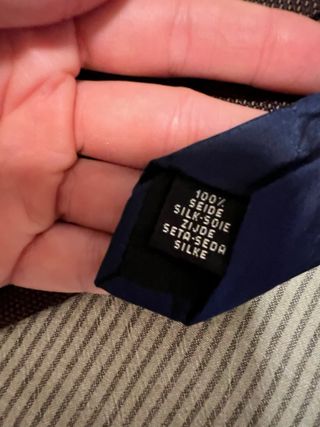 100%
SEIDE
SILK-SOIE
ZIJDE
SETA-SEDA
SILKE